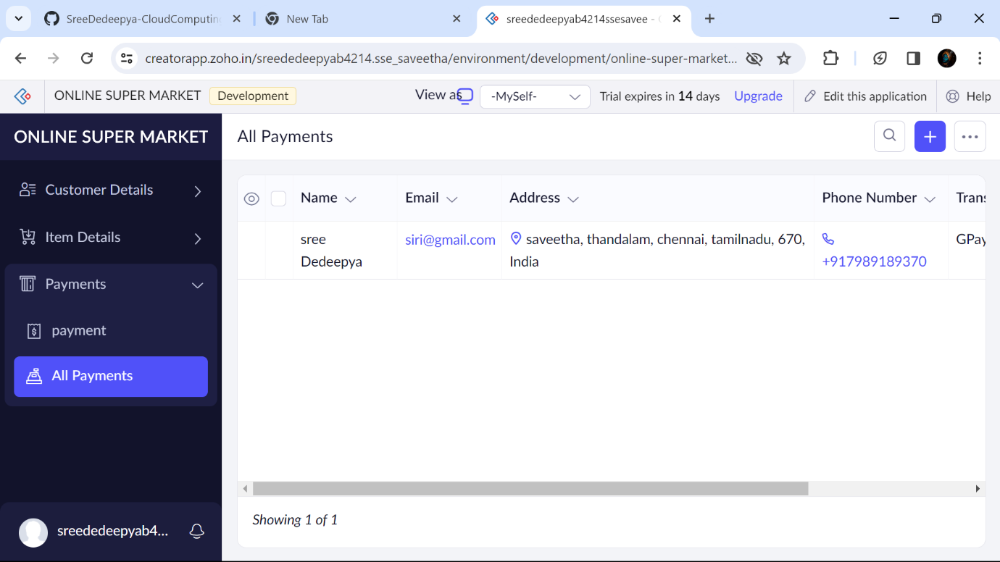 SreeDedeepya-CloudComputin
New Tab
sreededeepyab4214ssesavee -
creatorapp.zoho.in/sreededeepyab4214.sse_saveetha/environment/development/online-super-market...
ONLINE SUPER MARKET Development View as -MySelf- Trial expires in 14 days Upgrade Edit this application Help
ONLINE SUPER MARKET
All Payments
Customer Details
Item Details
Payments
payment
All Payments
sreededeepyab4...
Name Email Address Phone Number Trans
sree siri@gmail.com saveetha, thandalam, chennai, tamilnadu, 670, GPay
Dedeepya India +917989189370
Showing 1 of 1